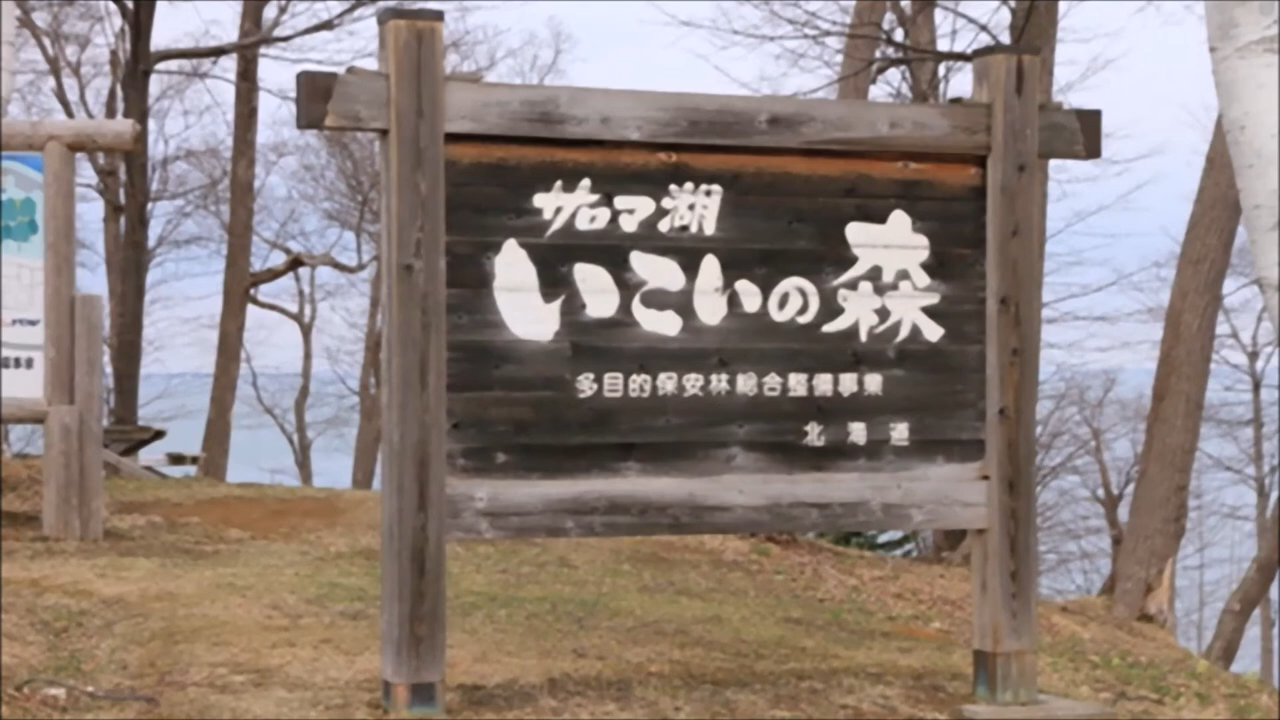 サロマ湖
いこいの森
多目的保安林総合整備事業
北海道